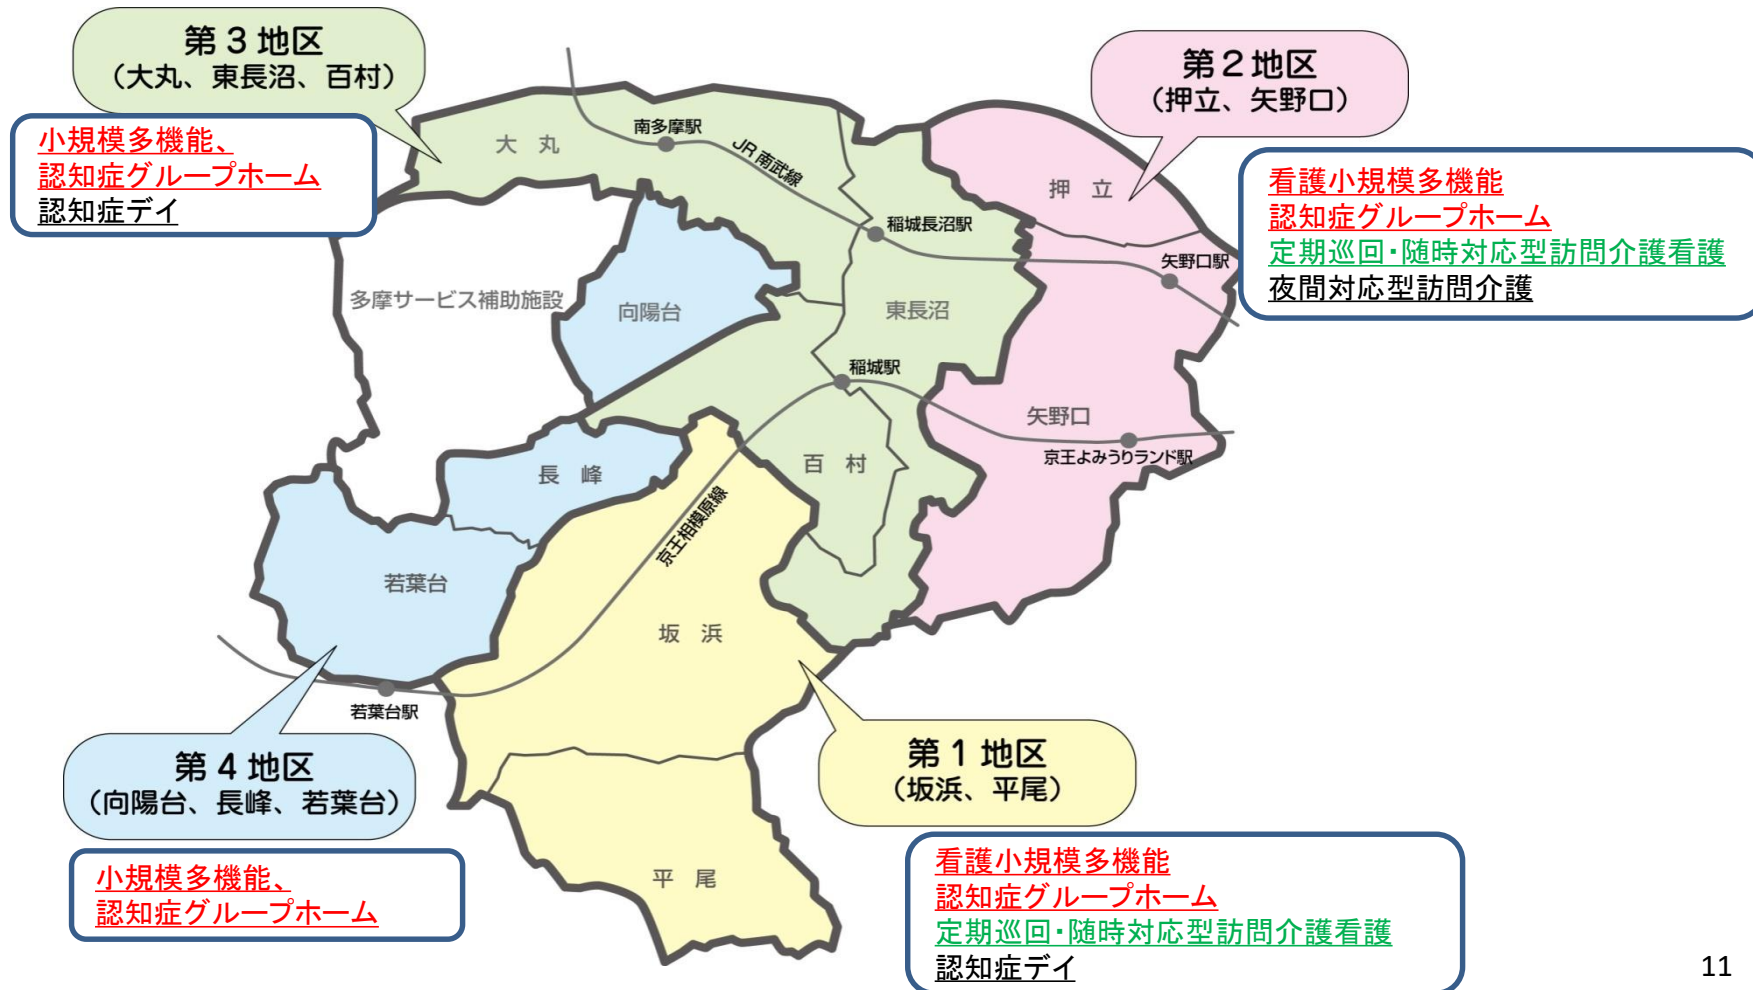 第3地区
(大丸、東長沼、百村)
小規模多機能、
認知症グループホーム
認知症デイ
第2地区
(押立、矢野口)
看護小規模多機能
認知症グループホーム
定期巡回・随時対応型訪問介護看護
夜間対応型訪問介護
大丸
南多摩駅
JR南武線
押立
稲城長沼駅
矢野口駅
多摩サービス補助施設
向陽台
東長沼
稲城駅
矢野口
京王よみうりランド駅
百村
長峰
京王相模原線
若葉台
坂浜
若葉台駅
平尾
第4地区
(向陽台、長峰、若葉台)
小規模多機能、
認知症グループホーム
第1地区
(坂浜、平尾)
看護小規模多機能
認知症グループホーム
定期巡回・随時対応型訪問介護看護
認知症デイ
11